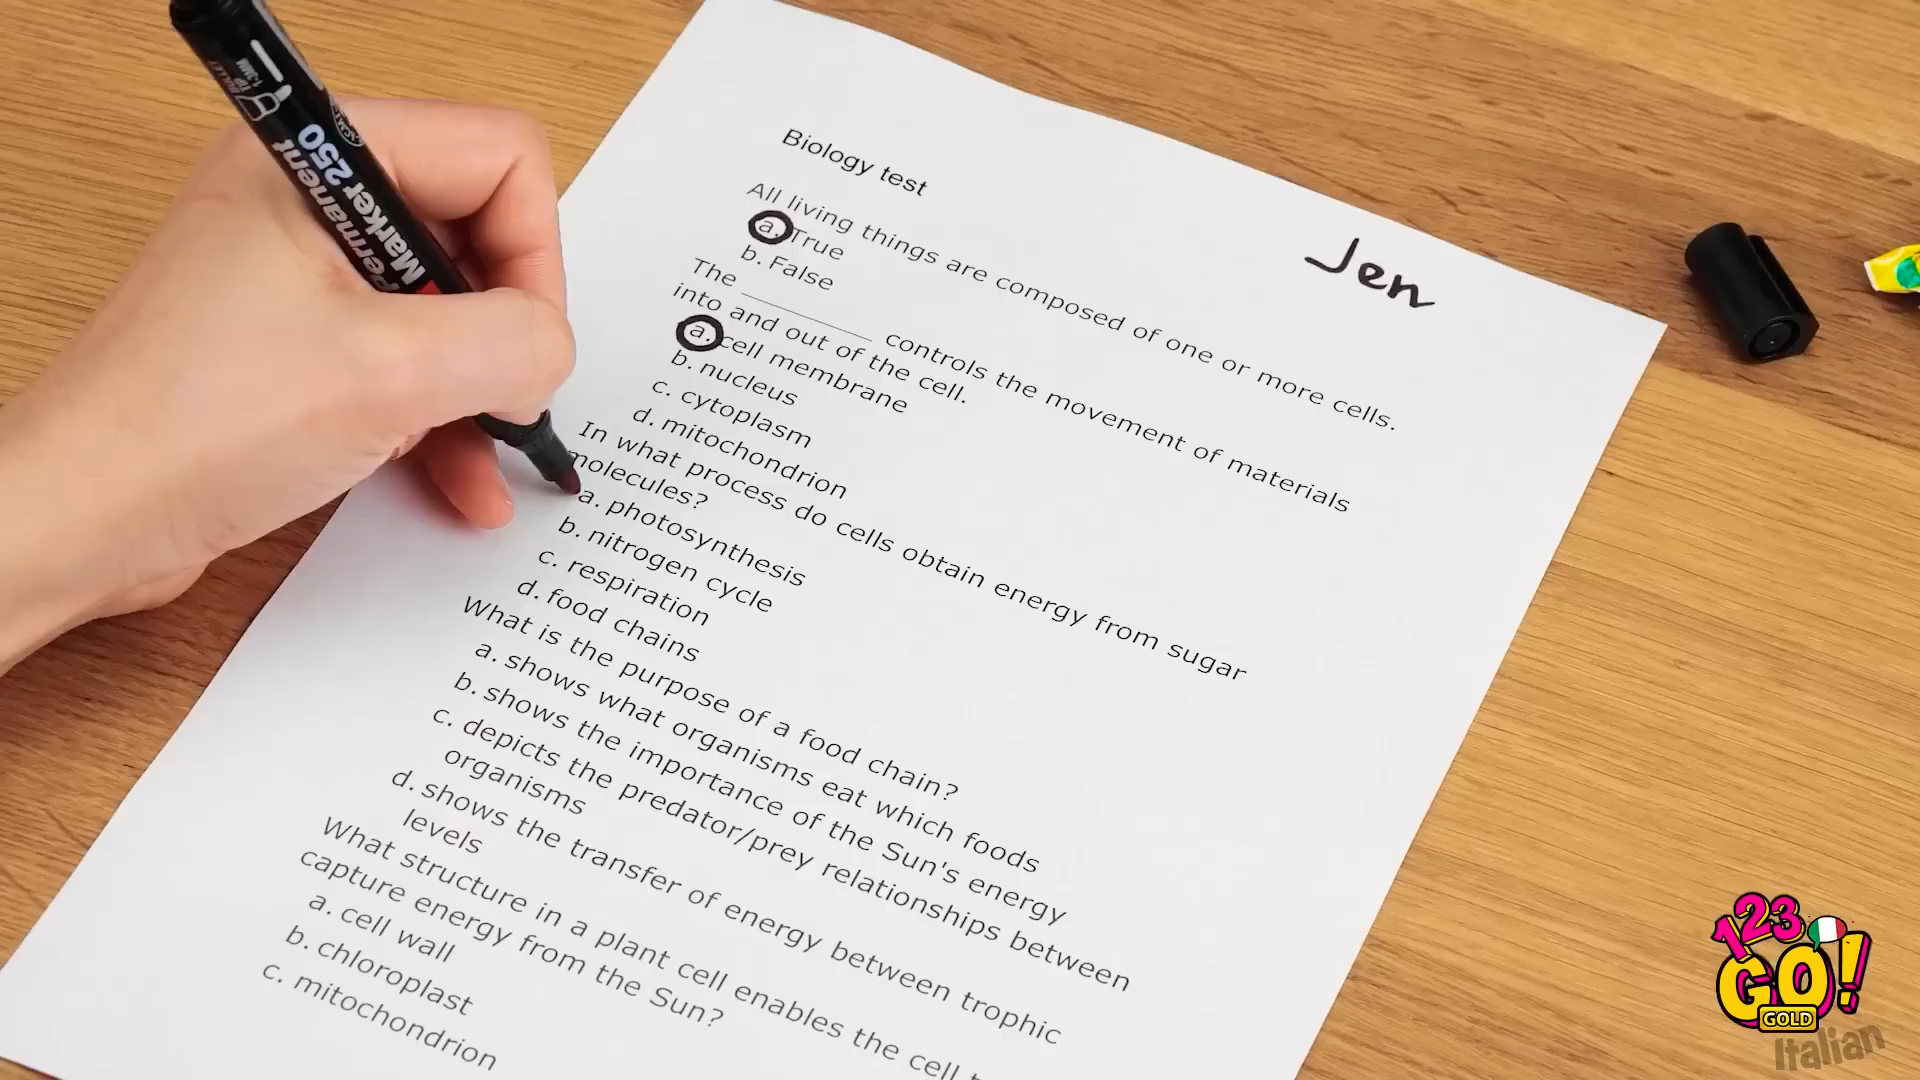 Permanent
Marker 250
BULLET
TIP
1-3MM
Biology test
Jen
All living things are composed of one or more cells.
a. True
b. False
The __________ controls the movement of materials
into and out of the cell.
a. cell membrane
b. nucleus
c. cytoplasm
d. mitochondrion
In what process do cells obtain energy from sugar
molecules?
a. photosynthesis
b. nitrogen cycle
c. respiration
d. food chains
What is the purpose of a food chain?
a. shows what organisms eat which foods
b. shows the importance of the Sun's energy
c. depicts the predator/prey relationships between
organisms
d. shows the transfer of energy between trophic
levels
What structure in a plant cell enables the cell
capture energy from the Sun?
a. cell wall
b. chloroplast
c. mitochondrion
123
GO!
GOLD
Italian